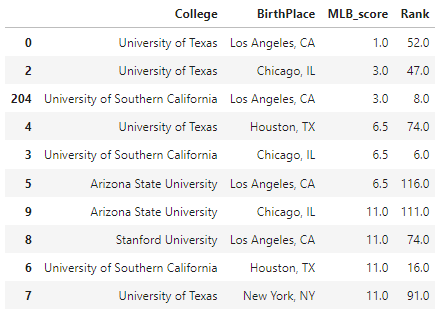 College BirthPlace MLB_score Rank
0 University of Texas Los Angeles, CA 1.0 52.0
2 University of Texas Chicago, IL 3.0 47.0
204 University of Southern California Los Angeles, CA 3.0 8.0
4 University of Texas Houston, TX 6.5 74.0
3 University of Southern California Chicago, IL 6.5 6.0
5 Arizona State University Los Angeles, CA 6.5 116.0
9 Arizona State University Chicago, IL 11.0 111.0
8 Stanford University Los Angeles, CA 11.0 74.0
6 University of Southern California Houston, TX 11.0 16.0
7 University of Texas New York, NY 11.0 91.0